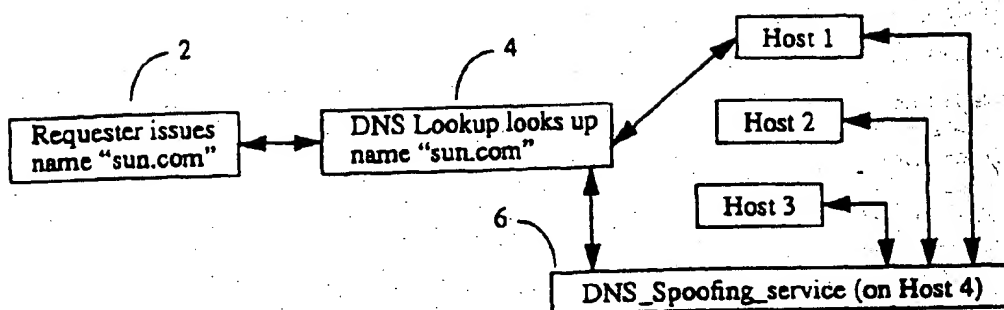 2
4
Host 1
Requester issues
name "sun.com"
DNS Lookup looks up
name "sun.com"
Host 2
Host 3
6
DNS_Spoofing_service (on Host 4)